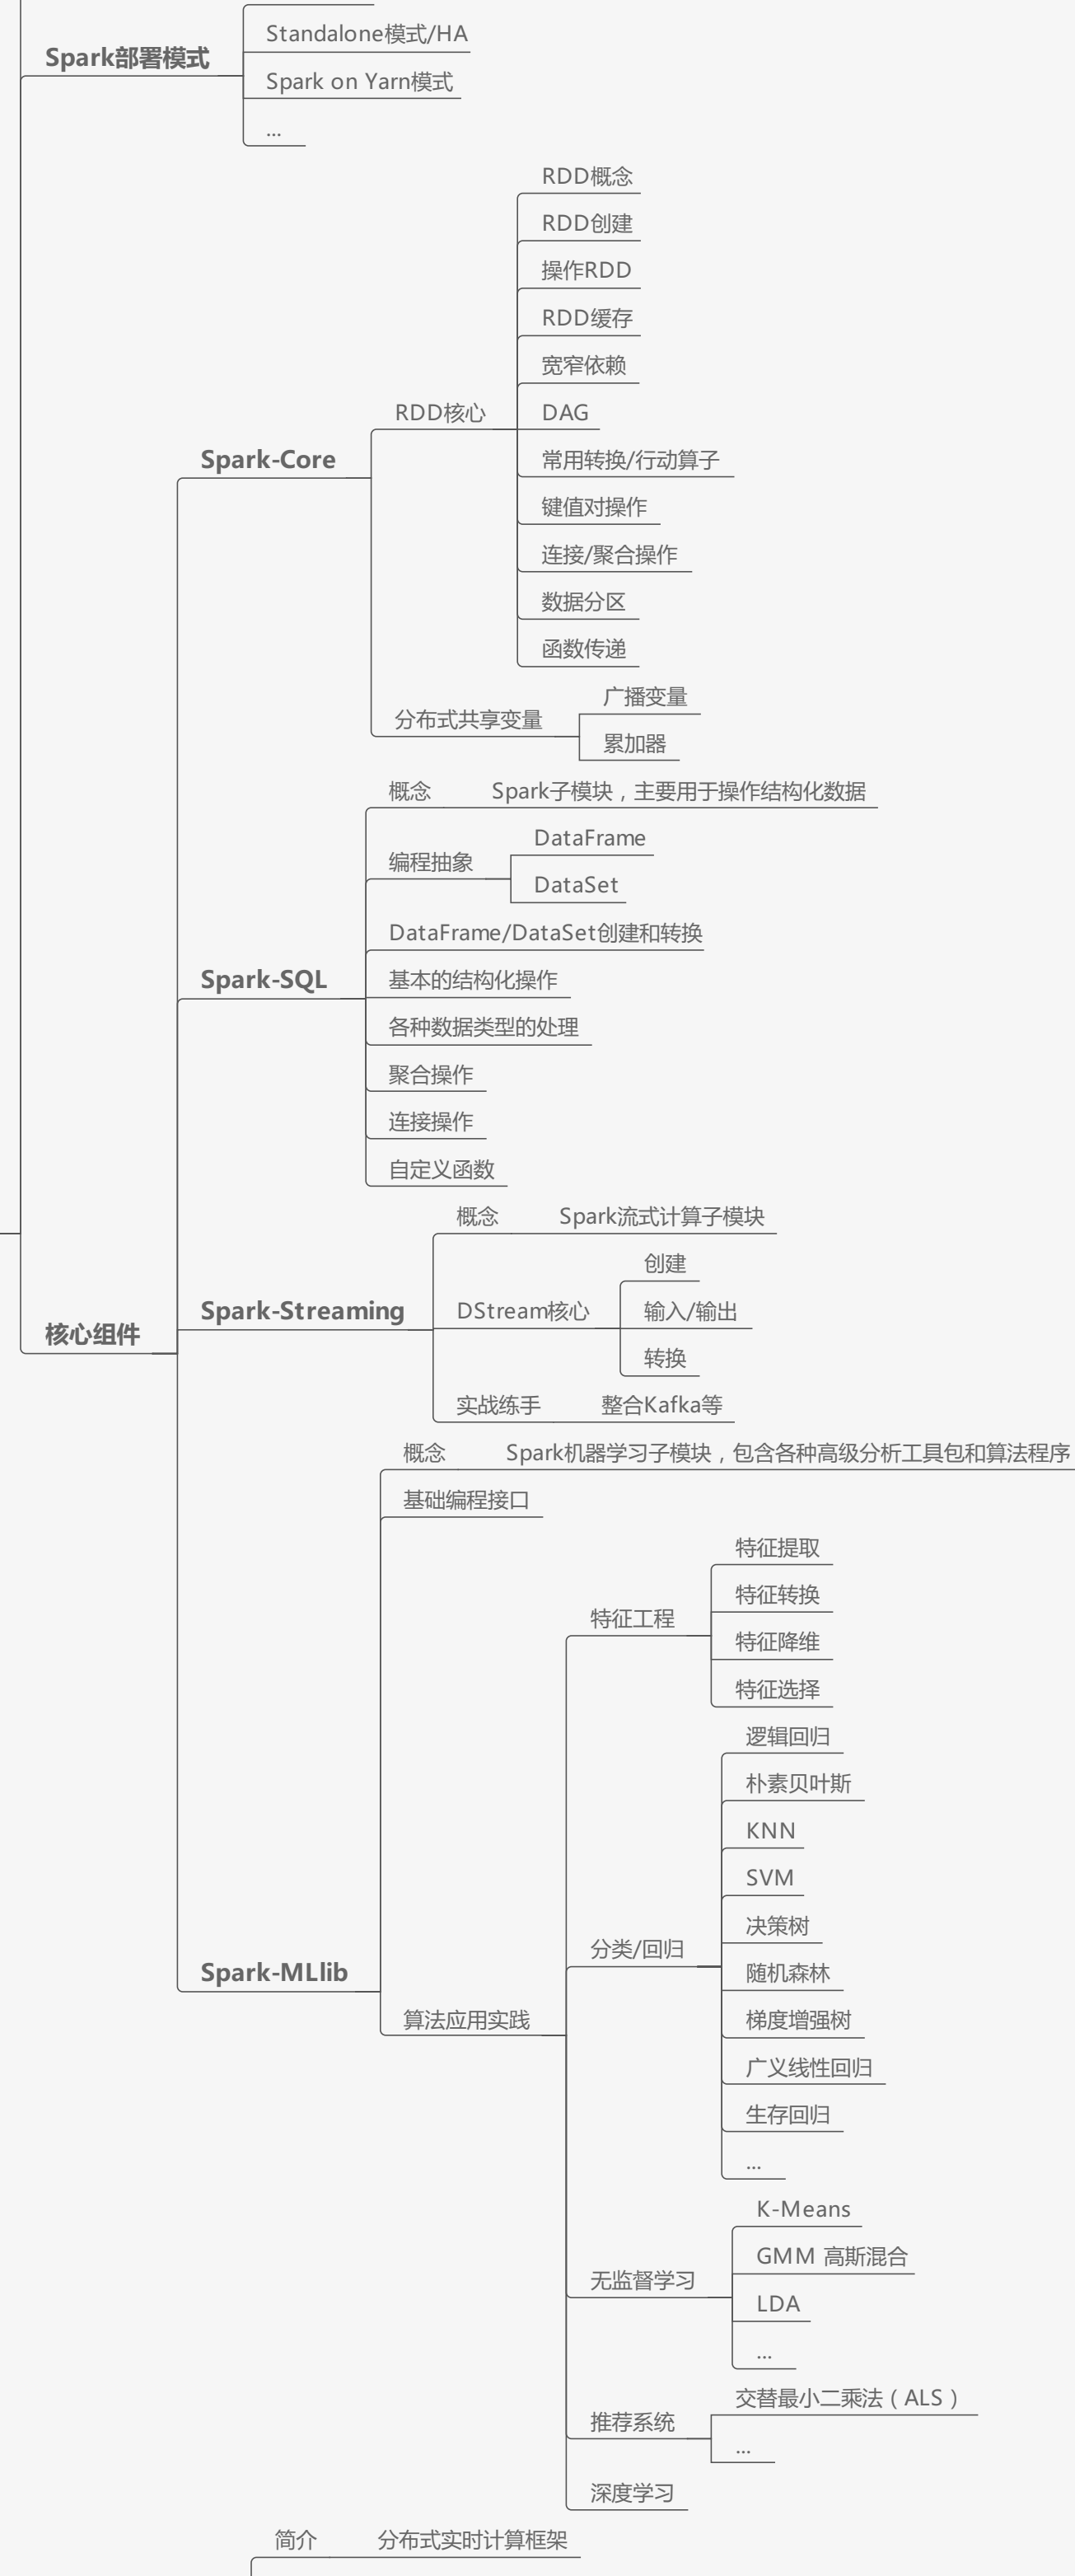 Spark部署模式
Standalone模式/HA
Spark on Yarn模式
...
核心组件
Spark-Core
RDD核心
RDD概念
RDD创建
操作RDD
RDD缓存
宽窄依赖
DAG
常用转换/行动算子
键值对操作
连接/聚合操作
数据分区
函数传递
分布式共享变量
广播变量
累加器
Spark-SQL
概念
Spark子模块，主要用于操作结构化数据
编程抽象
DataFrame
DataSet
DataFrame/DataSet创建和转换
基本的结构化操作
各种数据类型的处理
聚合操作
连接操作
自定义函数
Spark-Streaming
概念
Spark流式计算子模块
DStream核心
创建
输入/输出
转换
实战练手
整合Kafka等
Spark-MLlib
概念
Spark机器学习子模块，包含各种高级分析工具包和算法程序
基础编程接口
算法应用实践
特征工程
特征提取
特征转换
特征降维
特征选择
分类/回归
逻辑回归
朴素贝叶斯
KNN
SVM
决策树
随机森林
梯度增强树
广义线性回归
生存回归
...
无监督学习
K-Means
GMM 高斯混合
LDA
...
推荐系统
交替最小二乘法（ALS）
...
深度学习
简介
分布式实时计算框架